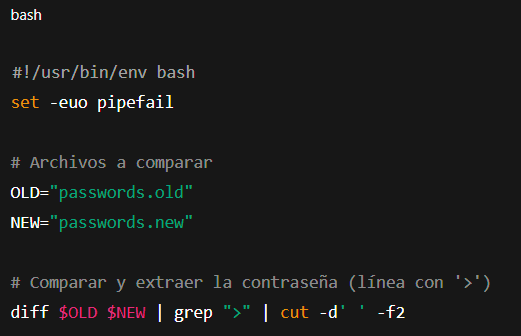 bash
#!/usr/bin/env bash
set -euo pipefail
# Archivos a comparar
OLD="passwords.old"
NEW="passwords.new"
# Comparar y extraer la contraseña (línea con '>')
diff $OLD $NEW | grep ">" | cut -d' ' -f2